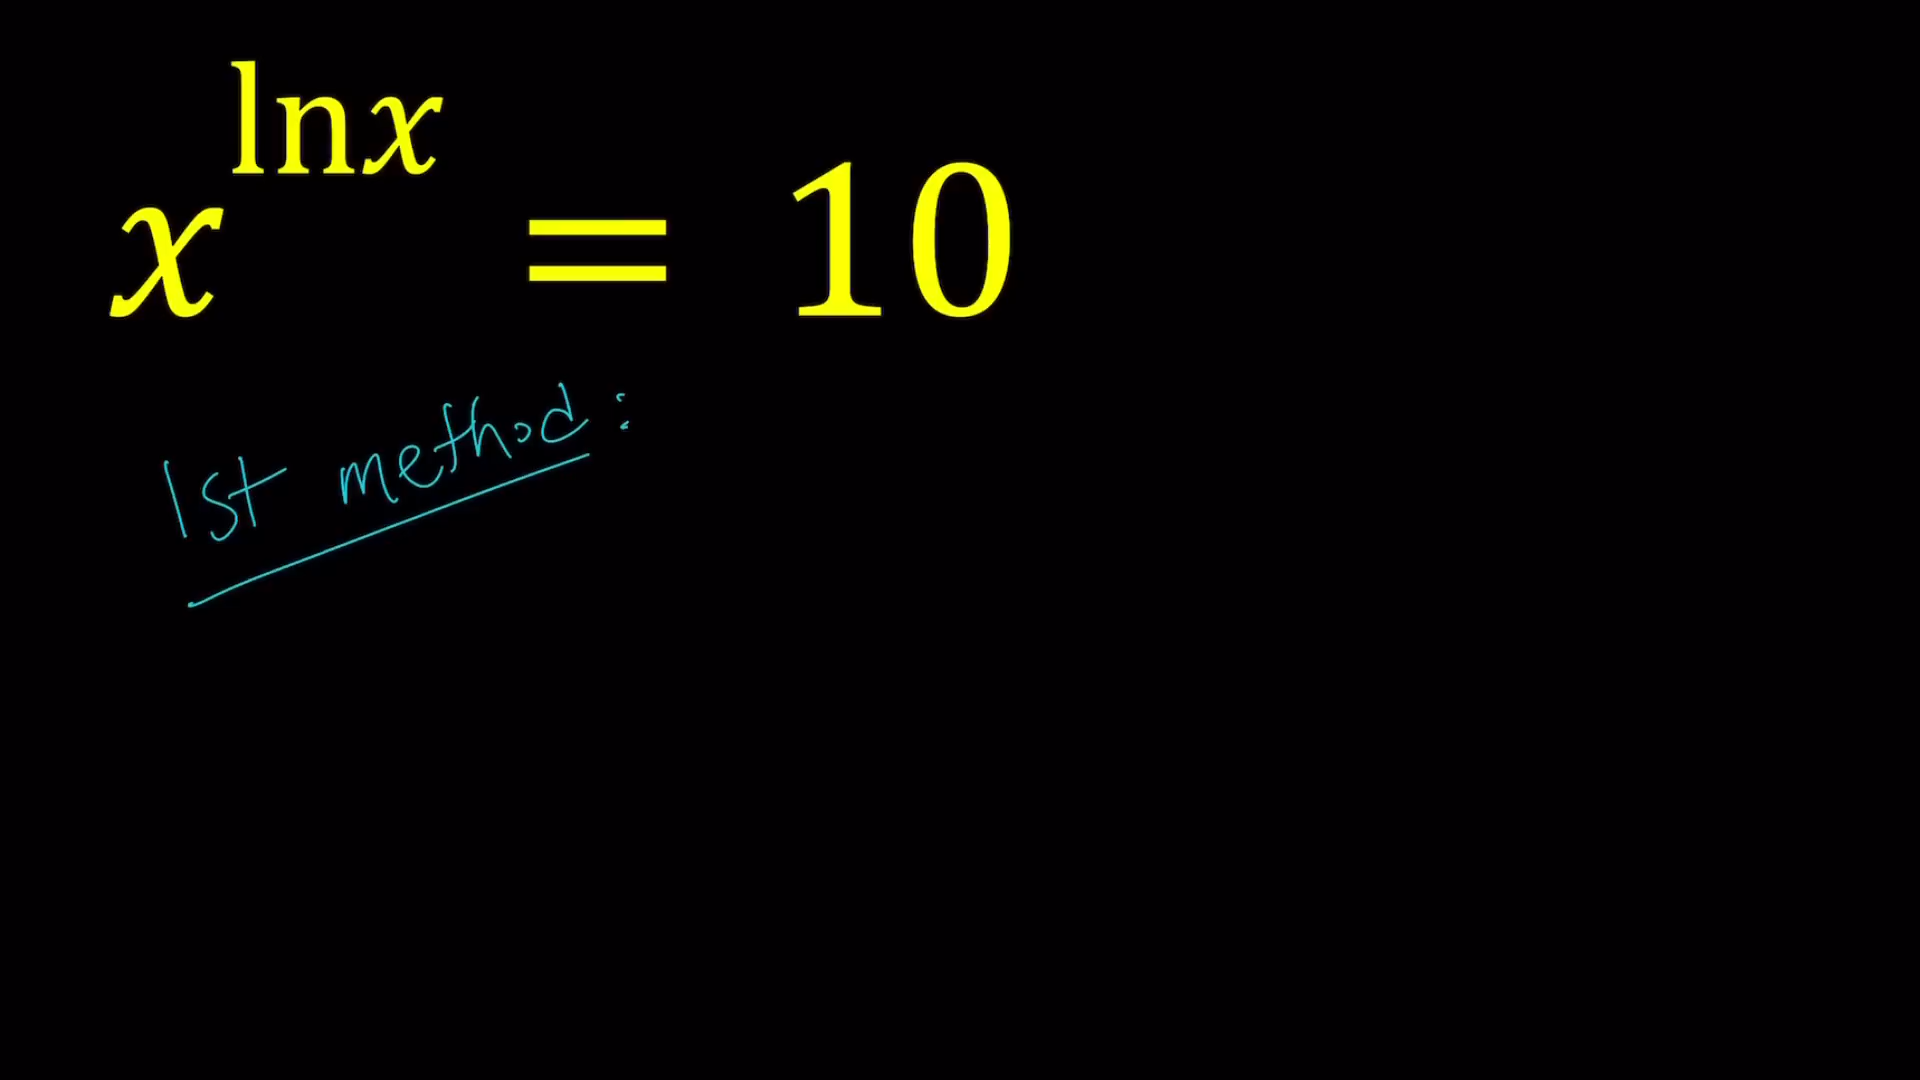 x^{lnx} = 10
1st method: